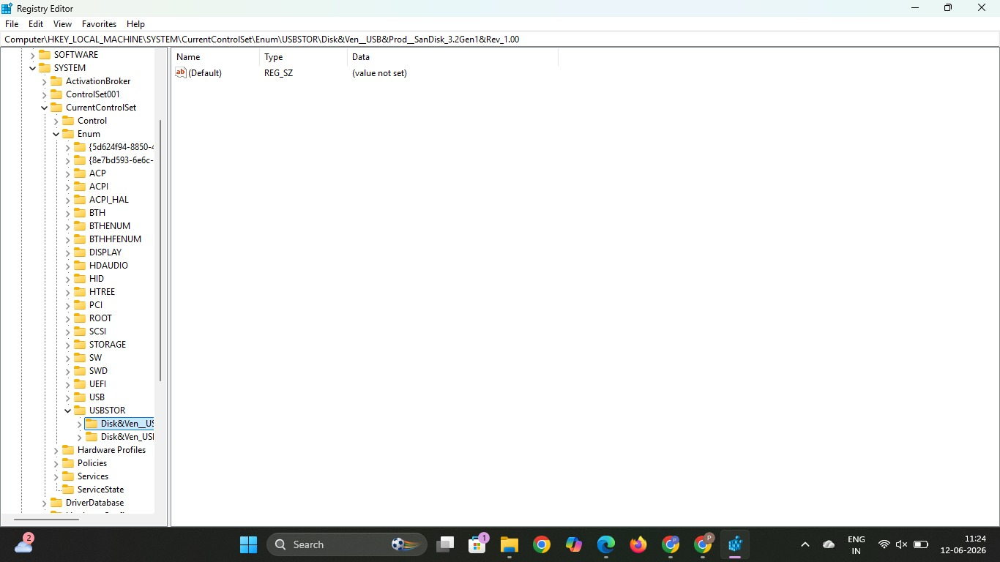 Registry Editor
File Edit View Favorites Help
Computer\HKEY_LOCAL_MACHINE\SYSTEM\CurrentControlSet\Enum\USBSTOR\Disk&Ven__USB&Prod__SanDisk_3.2Gen1&Rev_1.00
Name Type Data
(Default) REG_SZ (value not set)
SOFTWARE
SYSTEM
ActivationBroker
ControlSet001
CurrentControlSet
Control
Enum
{5d624f94-8850-4
{8e7bd593-6e6c-
ACP
ACPI
ACPI_HAL
BTH
BTHENUM
BTHHFENUM
DISPLAY
HDAUDIO
HID
HTREE
PCI
ROOT
SCSI
STORAGE
SW
SWD
UEFI
USB
USBSTOR
Disk&Ven__US
Disk&Ven_USI
Hardware Profiles
Policies
Services
ServiceState
DriverDatabase
2
Search
1
P
P
ENG
IN
11:24
12-06-2026